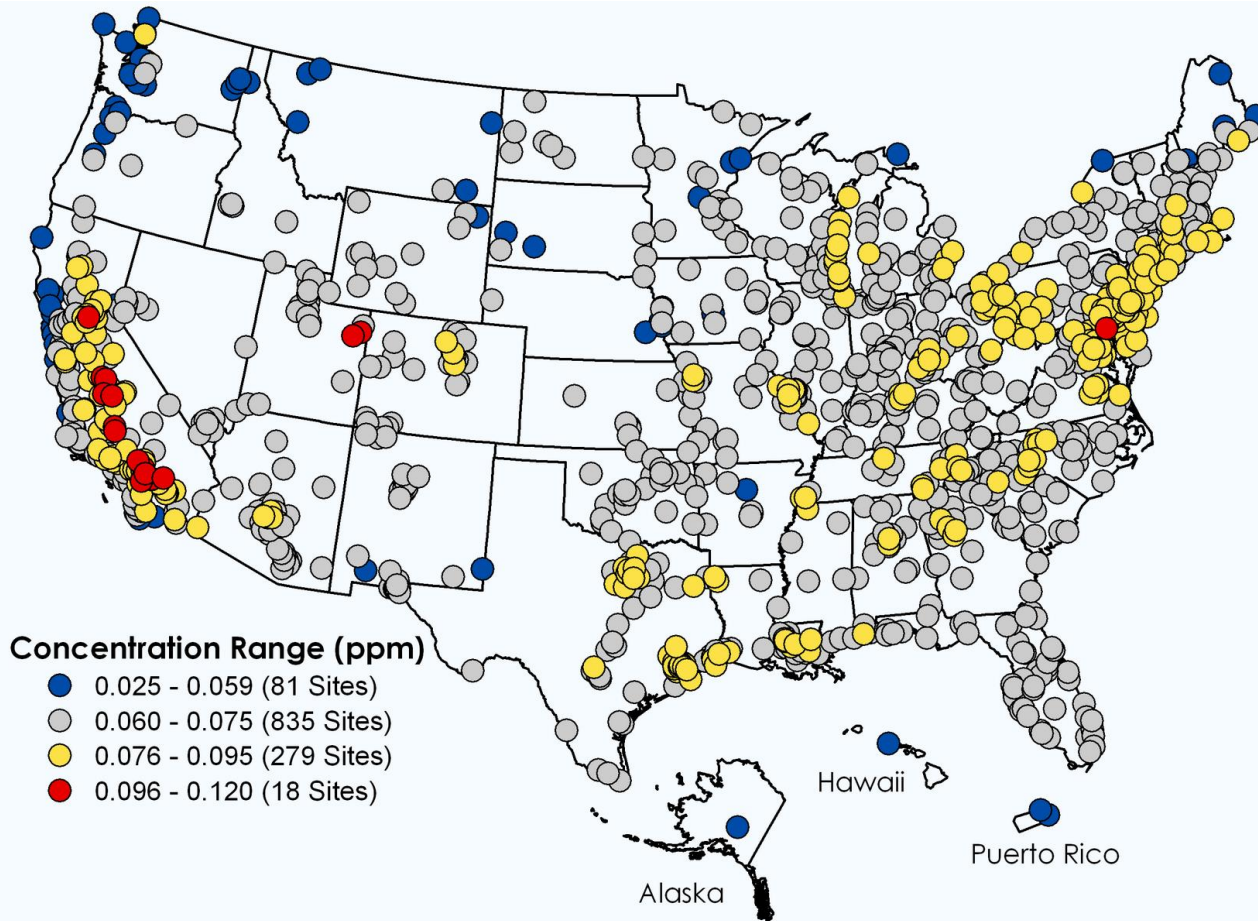 Concentration Range (ppm)
0.025 - 0.059 (81 Sites)
0.060 - 0.075 (835 Sites)
0.076 - 0.095 (279 Sites)
0.096 - 0.120 (18 Sites)
Hawaii
Puerto Rico
Alaska